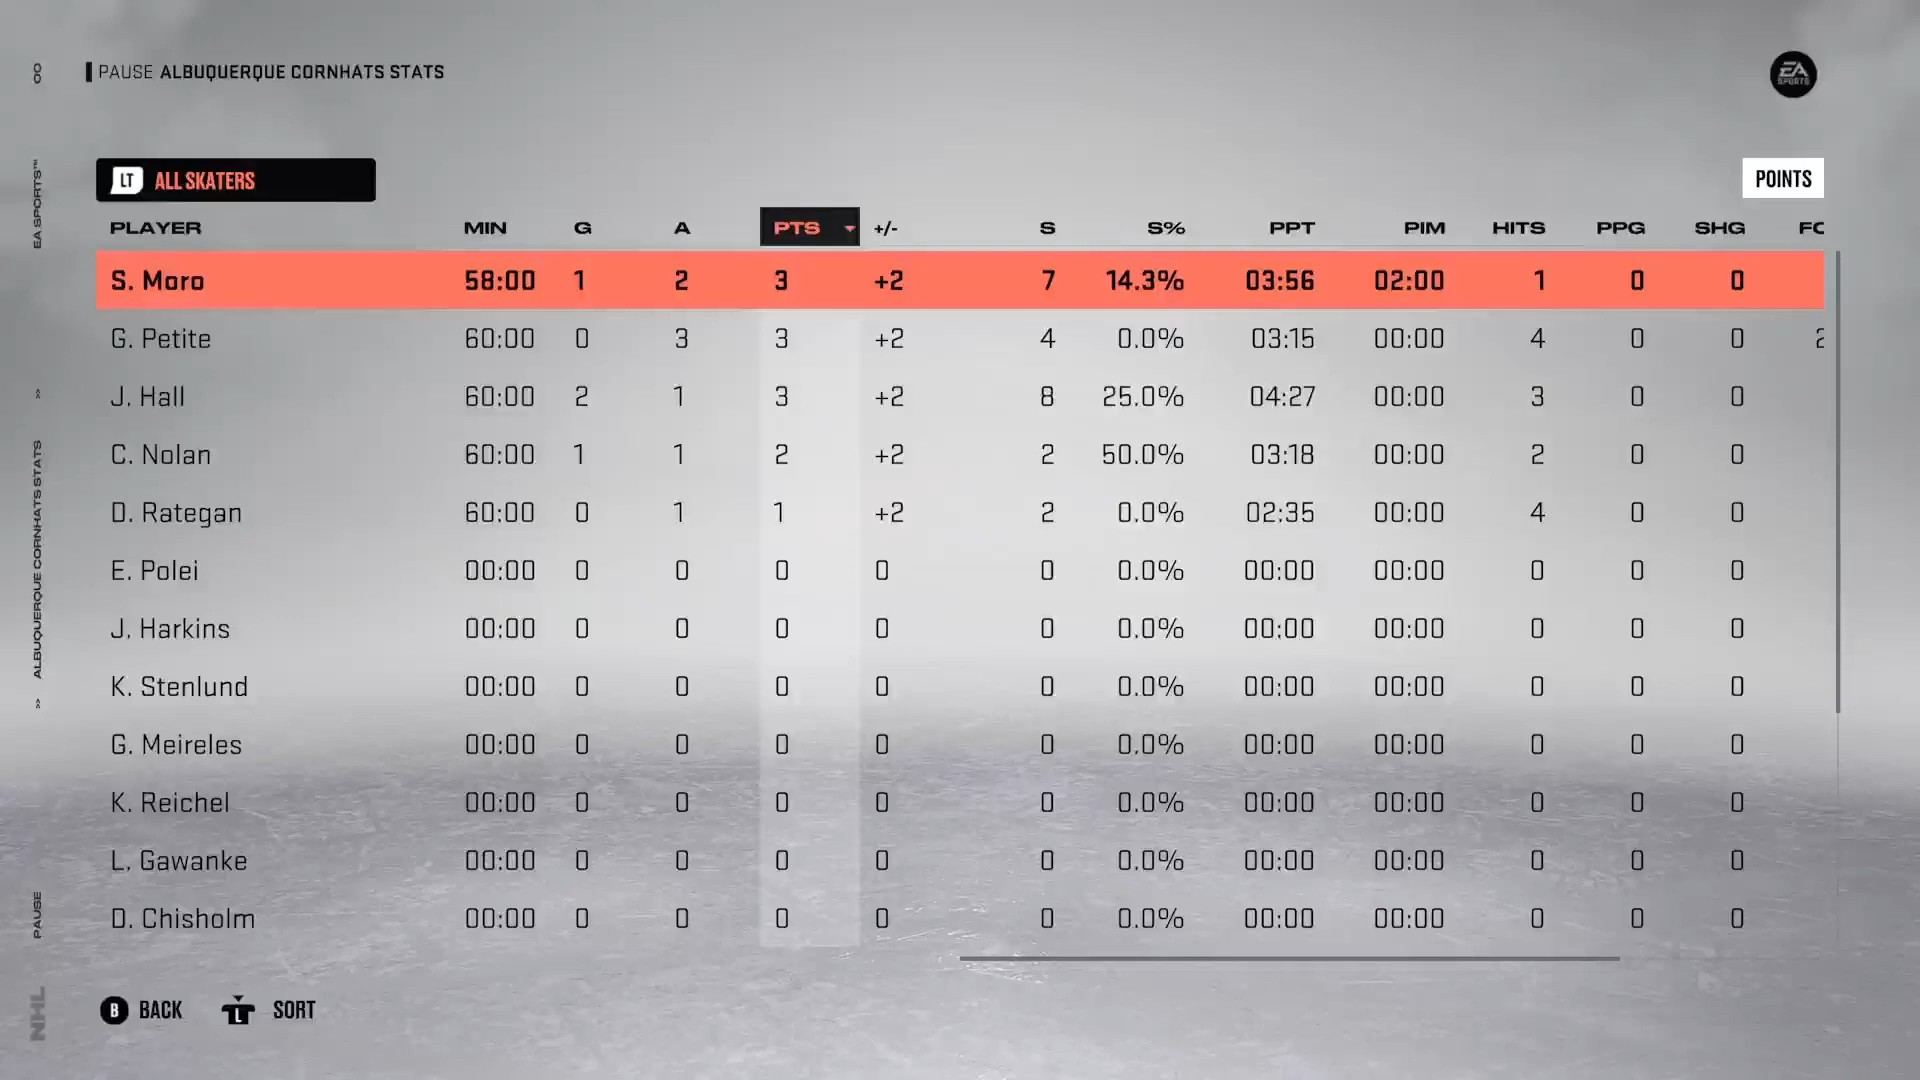 PAUSE ALBUQUERQUE CORNHATS STATS
EA SPORTS
LT ALL SKATERS
POINTS
PLAYER MIN G A PTS +/- S S% PPT PIM HITS PPG SHG FO
S. Moro 58:00 1 2 3 +2 7 14.3% 03:56 02:00 1 0 0
G. Petite 60:00 0 3 3 +2 4 0.0% 03:15 00:00 4 0 0 2
J. Hall 60:00 2 1 3 +2 8 25.0% 04:27 00:00 3 0 0
C. Nolan 60:00 1 1 2 +2 2 50.0% 03:18 00:00 2 0 0
D. Rategan 60:00 0 1 1 +2 2 0.0% 02:35 00:00 4 0 0
E. Polei 00:00 0 0 0 0 0 0.0% 00:00 00:00 0 0 0
J. Harkins 00:00 0 0 0 0 0 0.0% 00:00 00:00 0 0 0
K. Stenlund 00:00 0 0 0 0 0 0.0% 00:00 00:00 0 0 0
G. Meireles 00:00 0 0 0 0 0 0.0% 00:00 00:00 0 0 0
K. Reichel 00:00 0 0 0 0 0 0.0% 00:00 00:00 0 0 0
L. Gawanke 00:00 0 0 0 0 0 0.0% 00:00 00:00 0 0 0
D. Chisholm 00:00 0 0 0 0 0 0.0% 00:00 00:00 0 0 0
B BACK L SORT
NHL PAUSE >> ALBUQUERQUE CORNHATS STATS >> EA SPORTS™